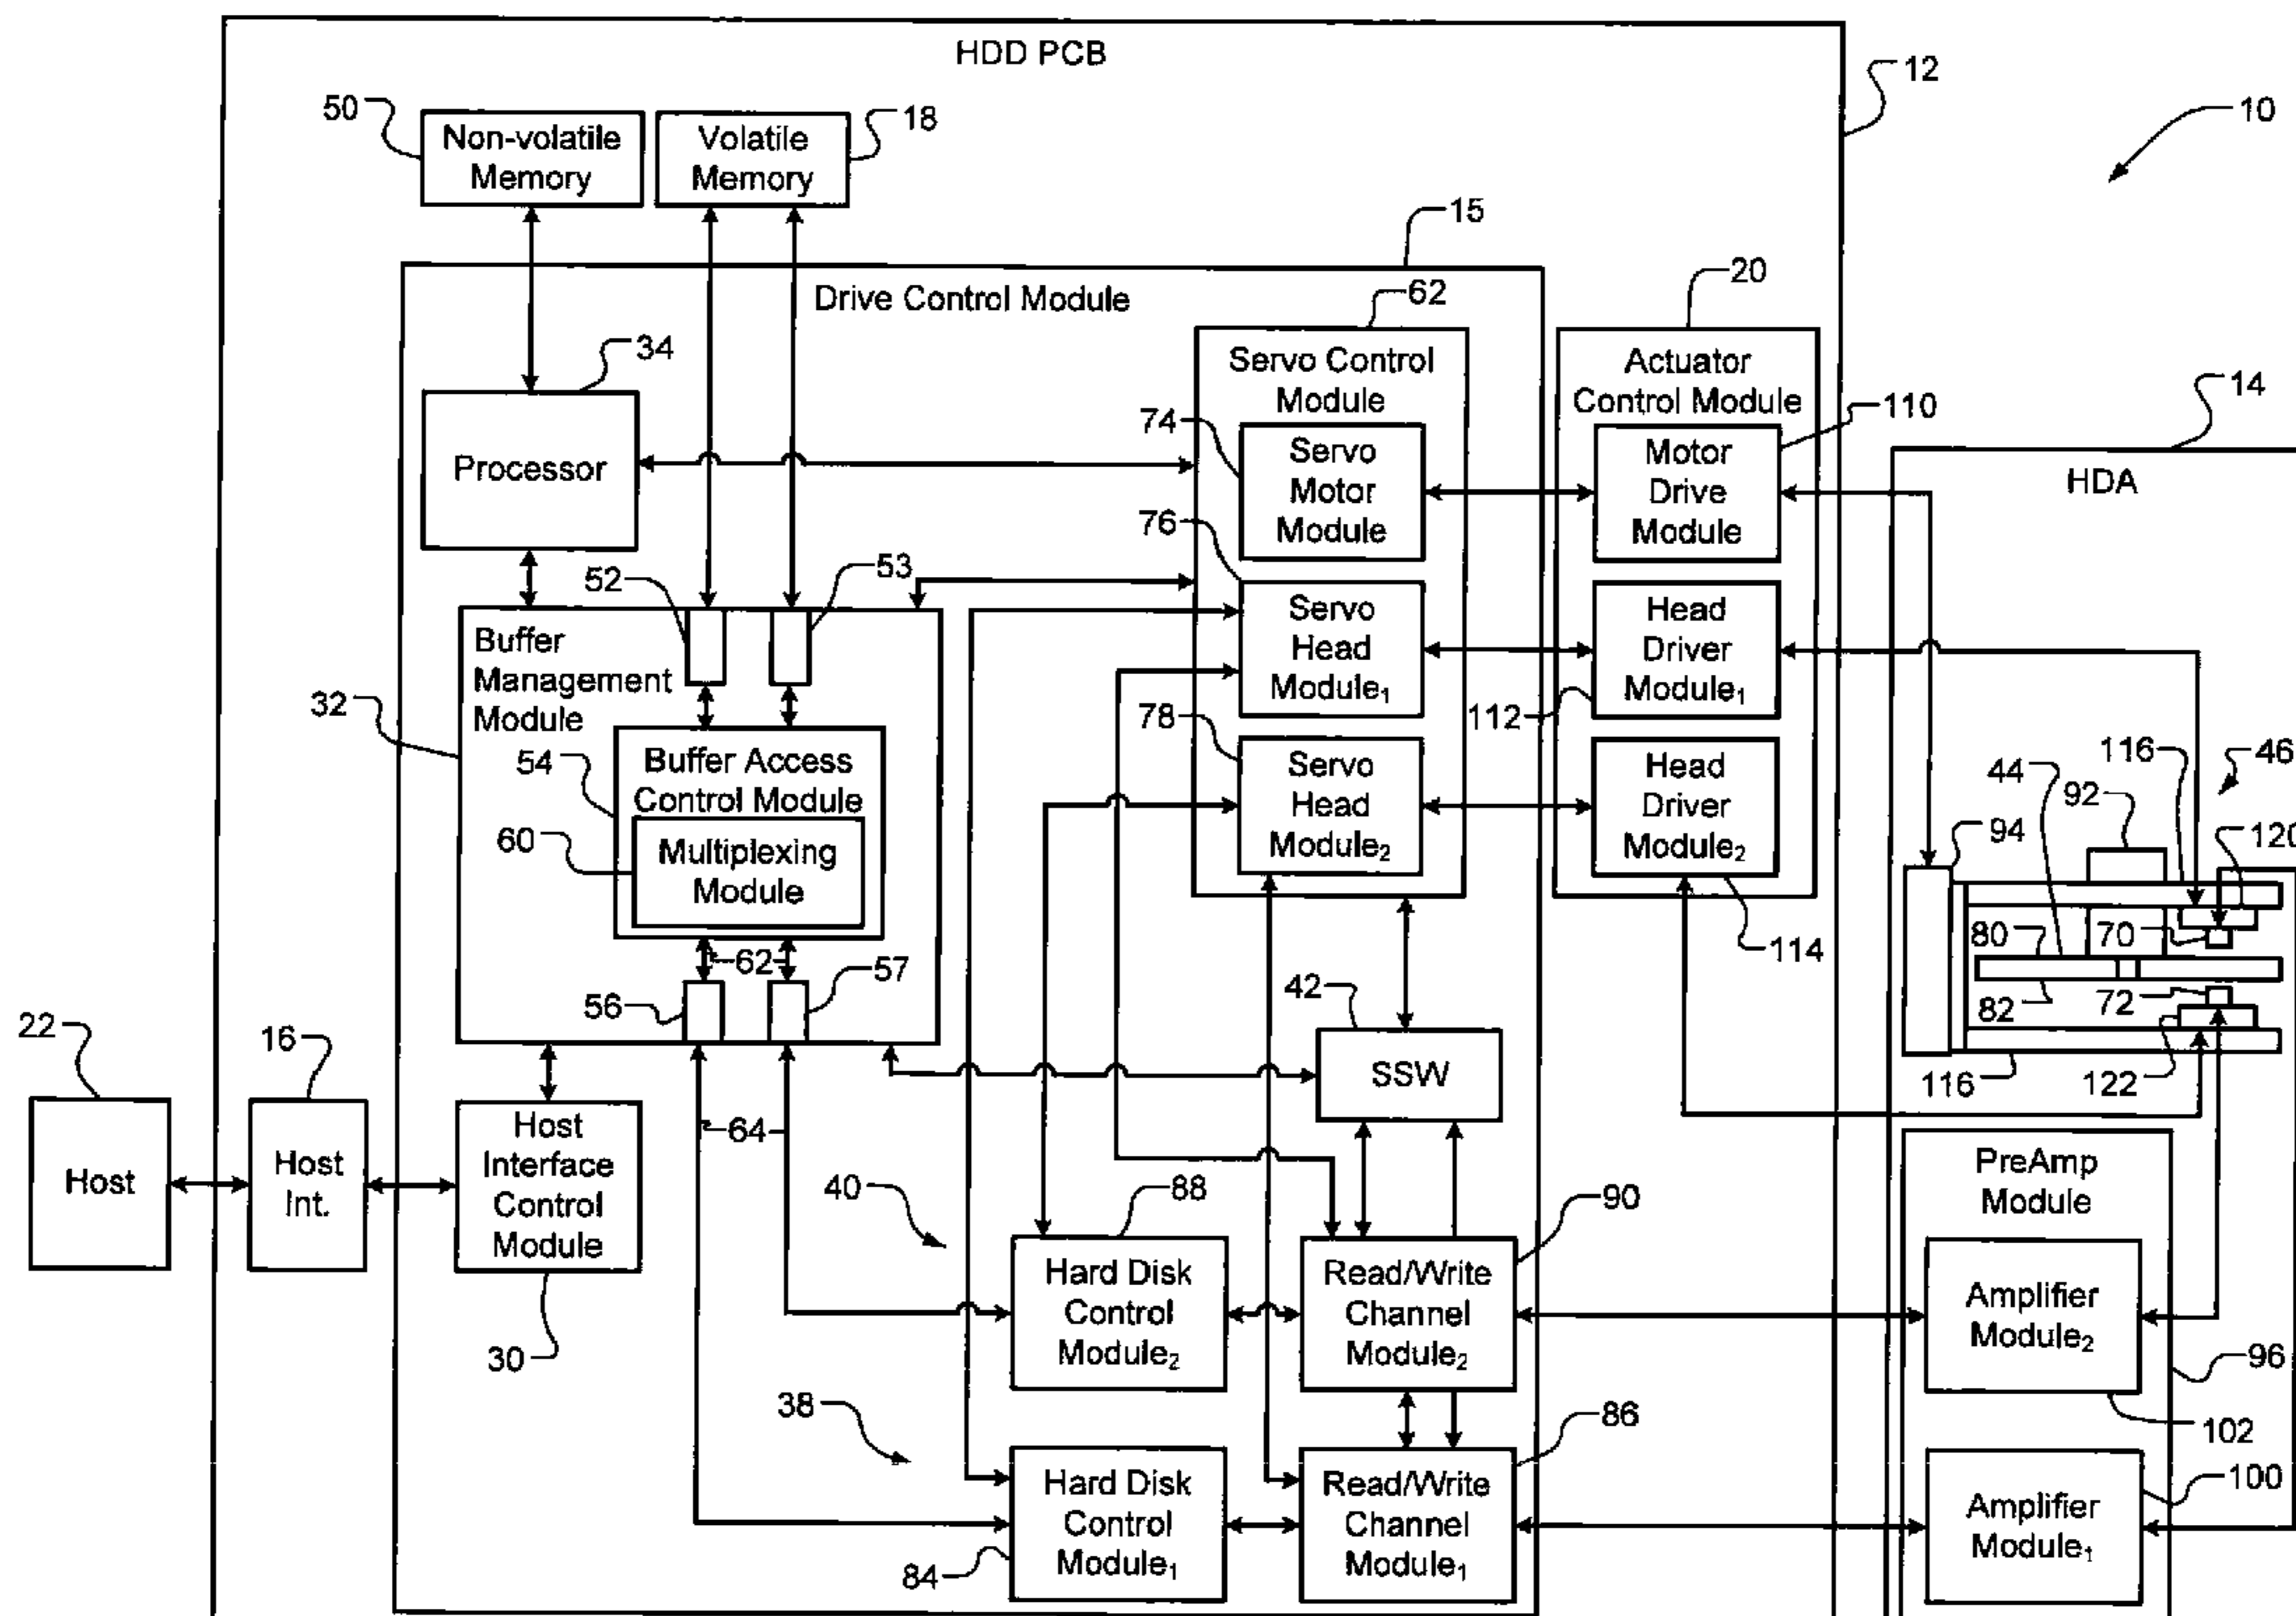 HDD PCB
12
10
50
Non-volatile
Memory
Volatile
Memory
18
15
Drive Control Module
62
20
34
Processor
Servo Control
Module
Actuator
Control Module
14
HDA
74
Servo
Motor
Module
Motor
Drive
Module
110
52
53
76
Servo
Head
Module₁
Head
Driver
Module₁
112
Buffer
Management
Module
32
54
Buffer Access
Control Module
60
Multiplexing
Module
78
Servo
Head
Module₂
Head
Driver
Module₂
114
116
46
44
92
94
120
80
70
82
72
116
122
62
56
57
42
SSW
22
Host
16
Host
Int.
Host
Interface
Control
Module
30
64
40
88
Hard Disk
Control
Module₂
90
Read/Write
Channel
Module₂
PreAmp
Module
Amplifier
Module₂
96
102
38
84
Hard Disk
Control
Module₁
86
Read/Write
Channel
Module₁
100
Amplifier
Module₁